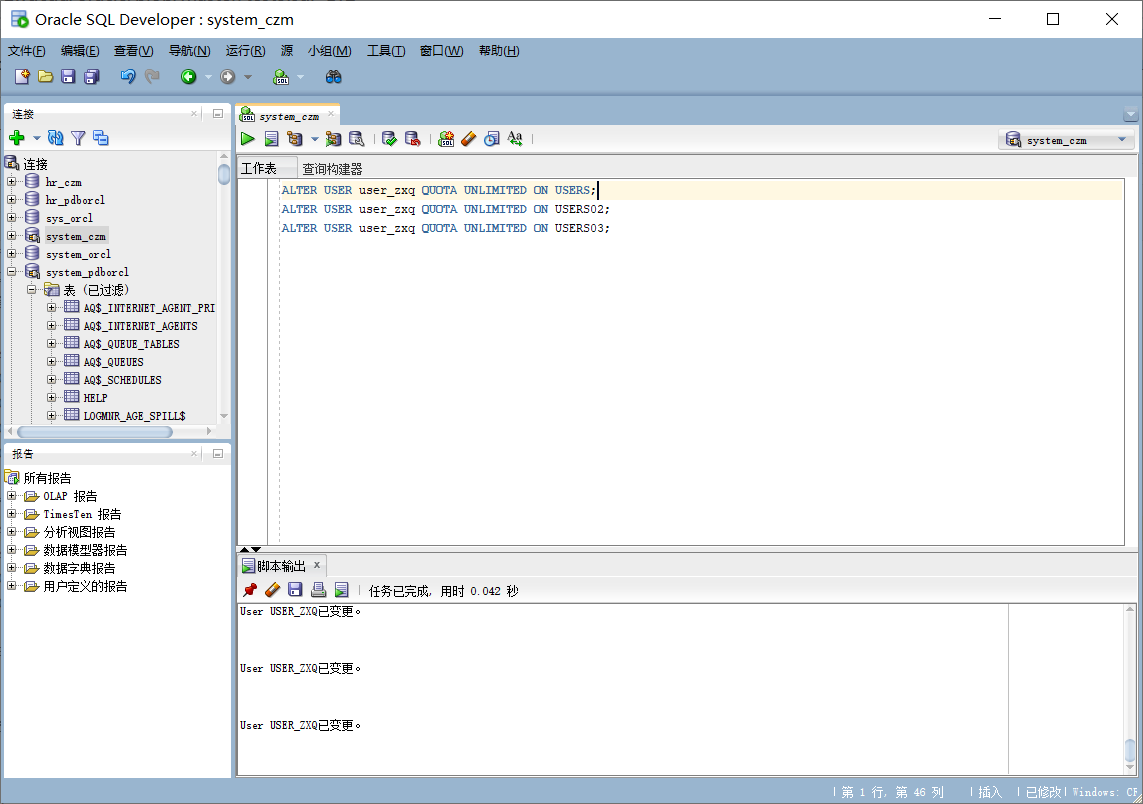 Oracle SQL Developer : system_czm
文件(F) 编辑(E) 查看(V) 导航(N) 运行(R) 源 小组(M) 工具(T) 窗口(W) 帮助(H)
连接
连接
hr_czm
hr_pdborcl
sys_orcl
system_czm
system_orcl
system_pdborcl
表 (已过滤)
AQ$_INTERNET_AGENT_PRI
AQ$_INTERNET_AGENTS
AQ$_QUEUE_TABLES
AQ$_QUEUES
AQ$_SCHEDULES
HELP
LOGMNR_AGE_SPILL$
报告
所有报告
OLAP 报告
TimesTen 报告
分析视图报告
数据模型器报告
数据字典报告
用户定义的报告
system_czm
system_czm
工作表 查询构建器
ALTER USER user_zxq QUOTA UNLIMITED ON USERS;
ALTER USER user_zxq QUOTA UNLIMITED ON USERS02;
ALTER USER user_zxq QUOTA UNLIMITED ON USERS03;
脚本输出
任务已完成, 用时 0.042 秒
User USER_ZXQ已变更。
User USER_ZXQ已变更。
User USER_ZXQ已变更。
第 1 行, 第 46 列 插入 已修改 Windows: CR